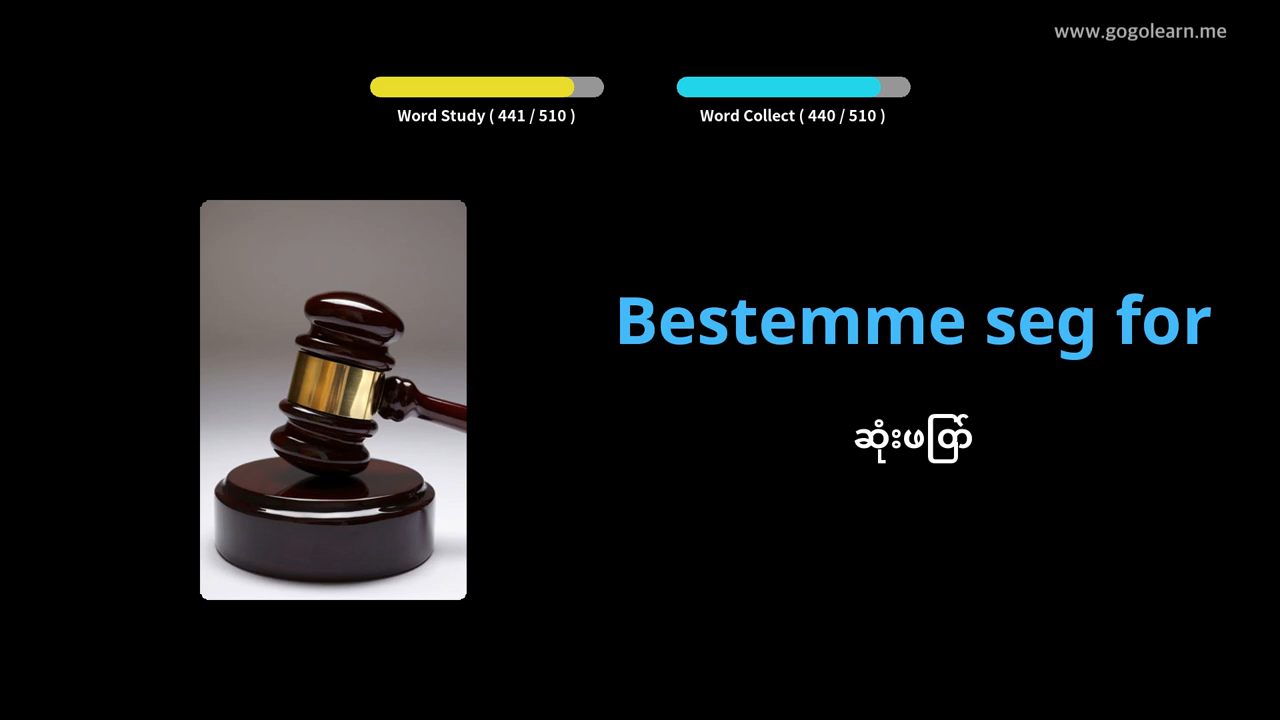 www.gogolearn.me
Word Study ( 441 / 510 )
Word Collect ( 440 / 510 )
Bestemme seg for
ဆုံးဖြတ်